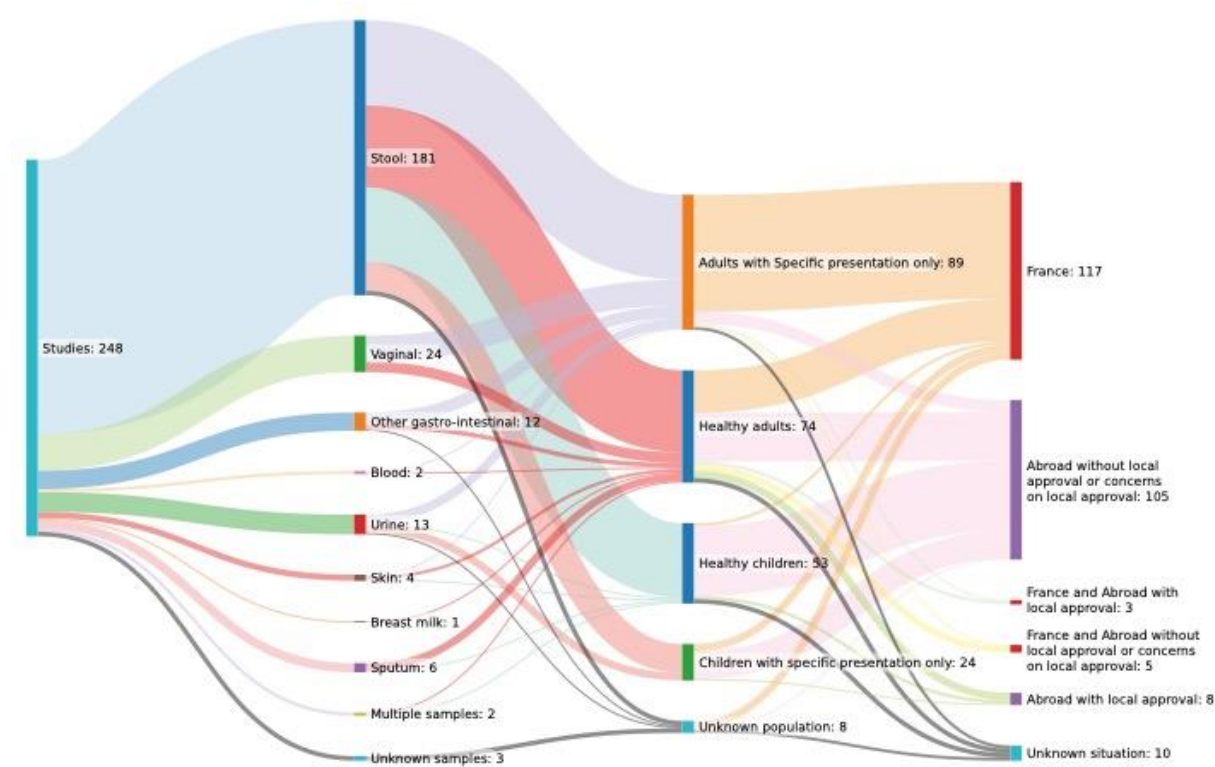 Studies: 248
Stool: 181
Vaginal: 24
Other gastro-intestinal: 12
Blood: 2
Urine: 13
Skin: 4
Breast milk: 1
Sputum: 6
Multiple samples: 2
Unknown samples: 3
Adults with Specific presentation only: 89
Healthy adults: 74
Healthy children: 53
Children with specific presentation only: 24
Unknown population: 8
France: 117
Abroad without local
approval or concerns
on local approval: 105
France and Abroad with
local approval: 3
France and Abroad without
local approval or concerns
on local approval: 5
Abroad with local approval: 8
Unknown situation: 10